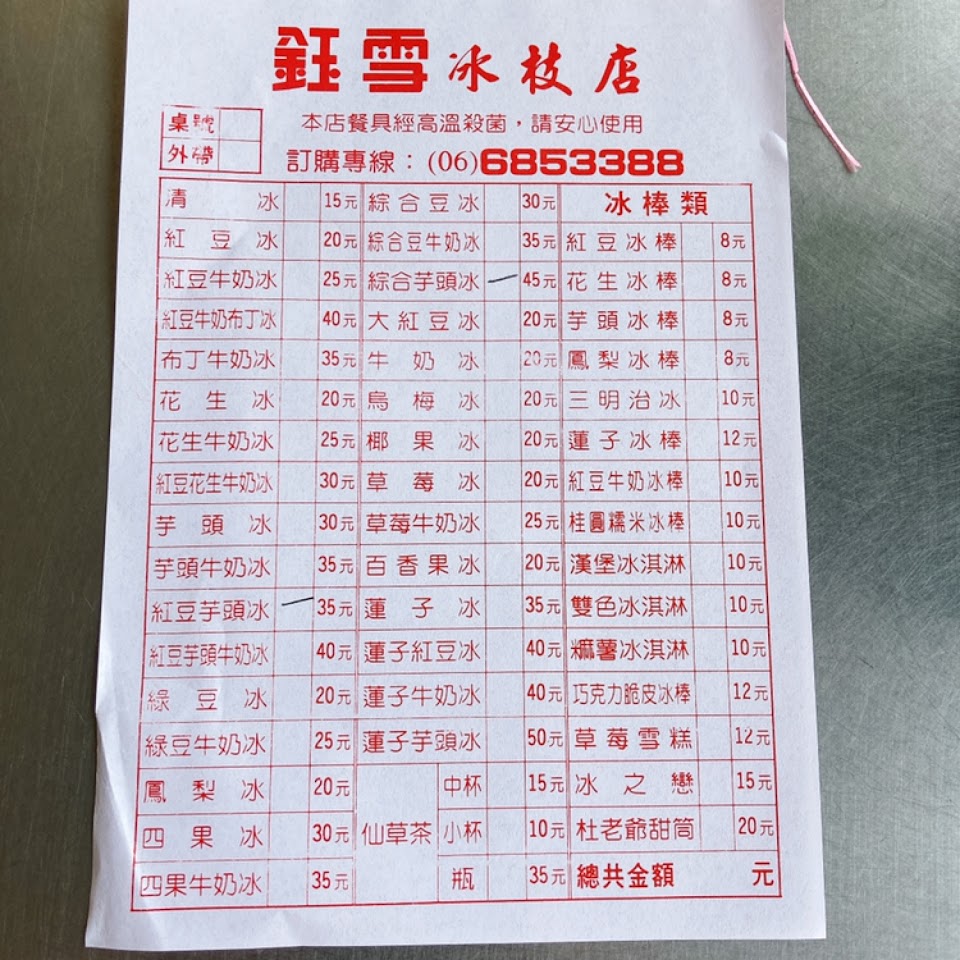 鈺雪冰枝店
桌號
外帶
本店餐具經高溫殺菌，請安心使用
訂購專線：(06)6853388
清冰 15元 綜合豆冰 30元 冰棒類
紅豆冰 20元 綜合豆牛奶冰 35元 紅豆冰棒 8元
紅豆牛奶冰 25元 綜合芋頭冰 45元 花生冰棒 8元
紅豆牛奶布丁冰 40元 大紅豆冰 20元 芋頭冰棒 8元
布丁牛奶冰 35元 牛奶冰 20元 鳳梨冰棒 8元
花生冰 20元 烏梅冰 20元 三明治冰 10元
花生牛奶冰 25元 椰果冰 20元 蓮子冰棒 12元
紅豆花生牛奶冰 30元 草莓冰 20元 紅豆牛奶冰棒 10元
芋頭冰 30元 草莓牛奶冰 25元 桂圓糯米冰棒 10元
芋頭牛奶冰 35元 百香果冰 20元 漢堡冰淇淋 10元
紅豆芋頭冰 35元 蓮子冰 35元 雙色冰淇淋 10元
紅豆芋頭牛奶冰 40元 蓮子紅豆冰 40元 麻薯冰淇淋 10元
綠豆冰 20元 蓮子牛奶冰 40元 巧克力脆皮冰棒 12元
綠豆牛奶冰 25元 蓮子芋頭冰 50元 草莓雪糕 12元
鳳梨冰 20元 中杯 15元 冰之戀 15元
四果冰 30元 仙草茶 小杯 10元 杜老爺甜筒 20元
四果牛奶冰 35元 瓶 35元 總共金額 元